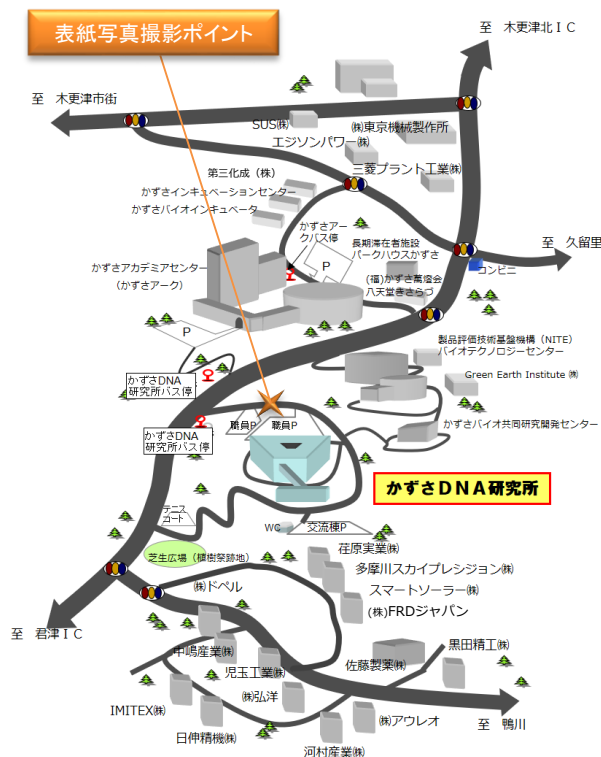 表紙写真撮影ポイント
至 木更津北ＩＣ
至 木更津市街
SUS㈱
㈱東京機械製作所
エジソンパワー㈱
三菱プラント工業㈱
第三化成（株）
かずさインキュベーションセンター
かずさバイオインキュベータ
かずさアー
クバス停
長期滞在者施設
パークハウスかずさ
P
至 久留里
コンビニ
かずさアカデミアセンター
（かずさアーク）
(福)かずさ萬燈会
八天堂きさらづ
P
製品評価技術基盤機構（NITE）
バイオテクノロジーセンター
Green Earth Institute ㈱
かずさDNA
研究所バス停
かずさDNA
研究所バス停
職員P
職員P
かずさバイオ共同研究開発センター
かずさＤＮＡ研究所
テニス
コート
WC
交流棟P
芝生広場（植樹祭跡地）
荏原実業㈱
多摩川スカイプレシジョン㈱
スマートソーラー㈱
(株)FRDジャパン
㈱ドペル
至 君津ＩＣ
中嶋産業㈱
児玉工業㈱
佐藤製薬㈱
黒田精工㈱
㈱弘洋
IMITEX㈱
日伸精機㈱
㈱アウレオ
河村産業㈱
至 鴨川